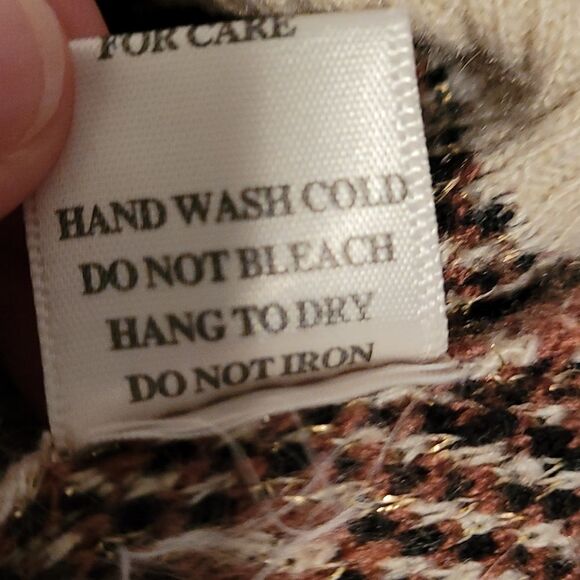 FOR CARE
HAND WASH COLD
DO NOT BLEACH
HANG TO DRY
DO NOT IRON